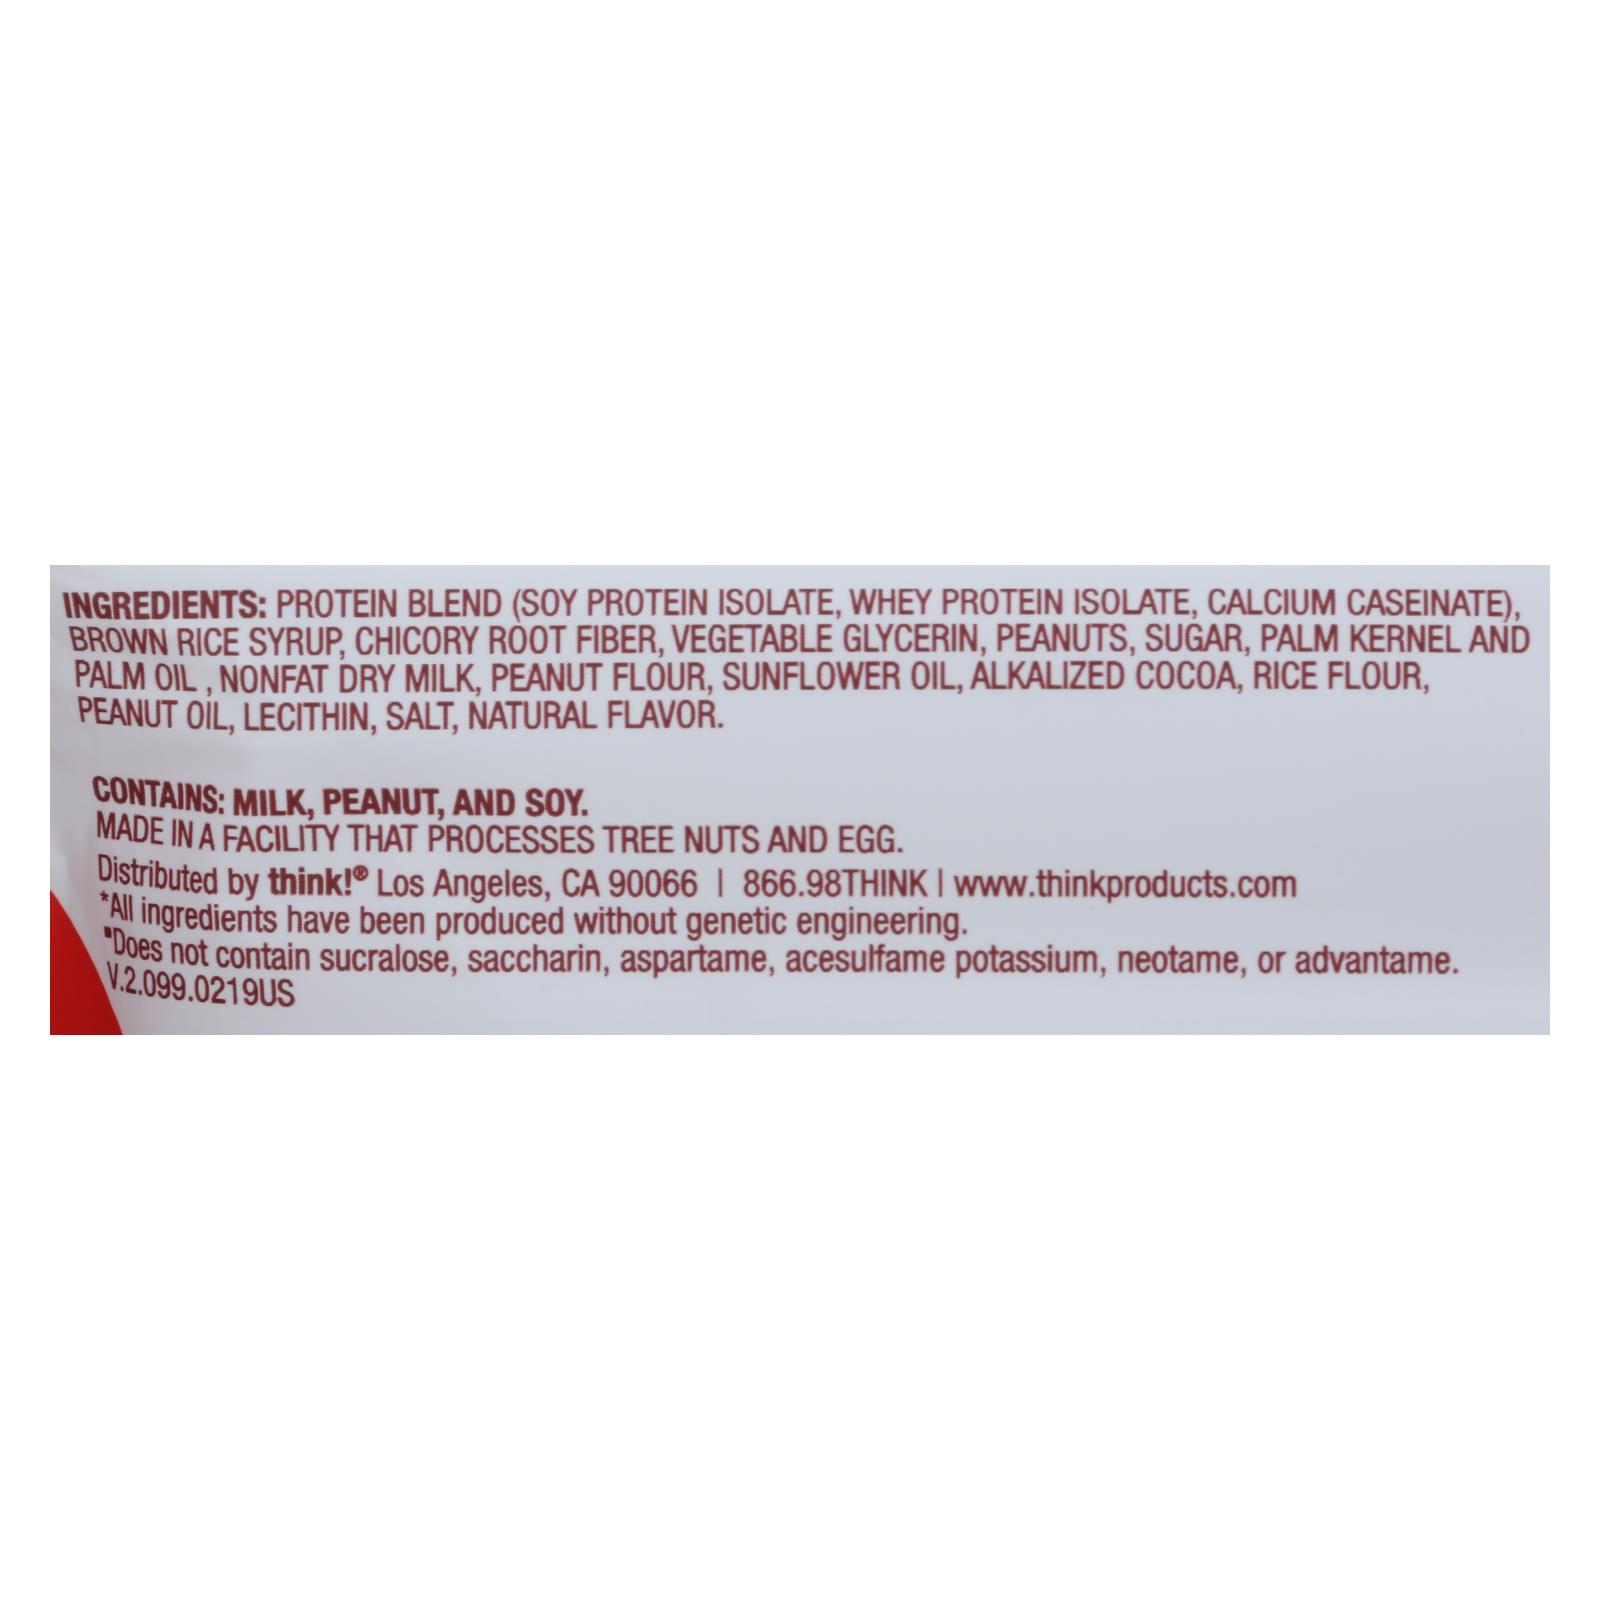 INGREDIENTS: PROTEIN BLEND (SOY PROTEIN ISOLATE, WHEY PROTEIN ISOLATE, CALCIUM CASEINATE),
BROWN RICE SYRUP, CHICORY ROOT FIBER, VEGETABLE GLYCERIN, PEANUTS, SUGAR, PALM KERNEL AND
PALM OIL , NONFAT DRY MILK, PEANUT FLOUR, SUNFLOWER OIL, ALKALIZED COCOA, RICE FLOUR,
PEANUT OIL, LECITHIN, SALT, NATURAL FLAVOR.
CONTAINS: MILK, PEANUT, AND SOY.
MADE IN A FACILITY THAT PROCESSES TREE NUTS AND EGG.
Distributed by think!® Los Angeles, CA 90066 | 866.98THINK | www.thinkproducts.com
*All ingredients have been produced without genetic engineering.
▪Does not contain sucralose, saccharin, aspartame, acesulfame potassium, neotame, or advantame.
V.2.099.0219US